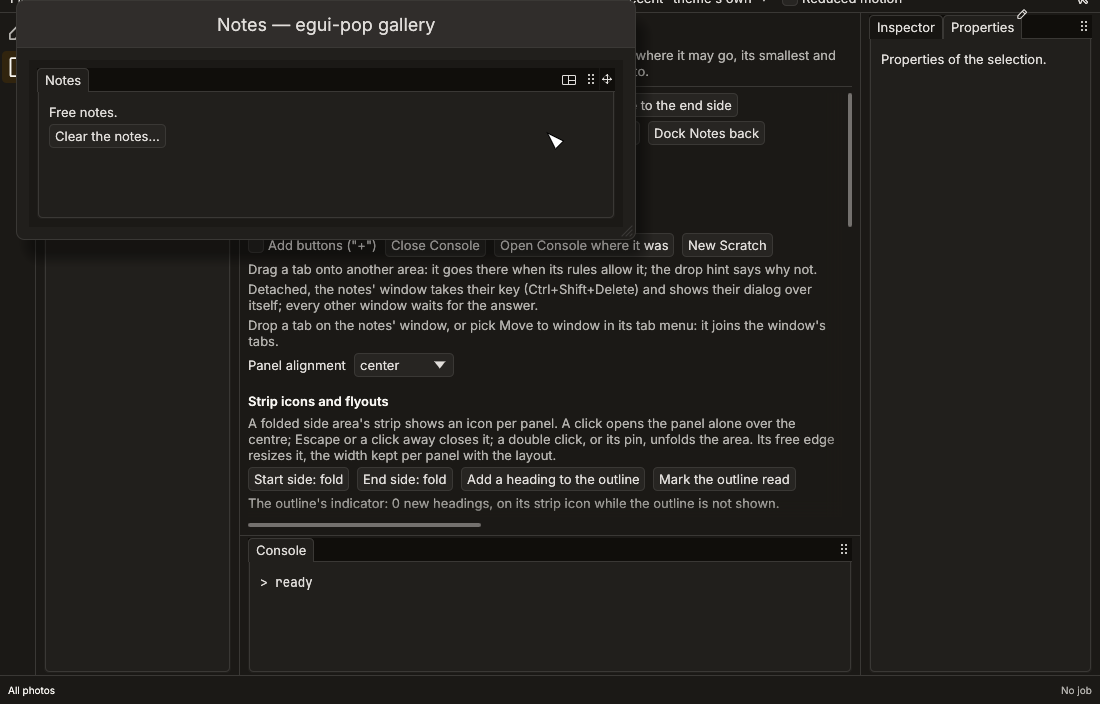 theme's own
Reduced motion
Notes — egui-pop gallery
Notes
Free notes.
Clear the notes...
where it may go, its smallest and
to.
to the end side
Dock Notes back
Add buttons ("+")
Close Console
Open Console where it was
New Scratch
Drag a tab onto another area: it goes there when its rules allow it; the drop hint says why not.
Detached, the notes' window takes their key (Ctrl+Shift+Delete) and shows their dialog over
itself; every other window waits for the answer.
Drop a tab on the notes' window, or pick Move to window in its tab menu: it joins the window's
tabs.
Panel alignment
center
Strip icons and flyouts
A folded side area's strip shows an icon per panel. A click opens the panel alone over the
centre; Escape or a click away closes it; a double click, or its pin, unfolds the area. Its free edge
resizes it, the width kept per panel with the layout.
Start side: fold
End side: fold
Add a heading to the outline
Mark the outline read
The outline's indicator: 0 new headings, on its strip icon while the outline is not shown.
Console
> ready
Inspector
Properties
Properties of the selection.
All photos
No job